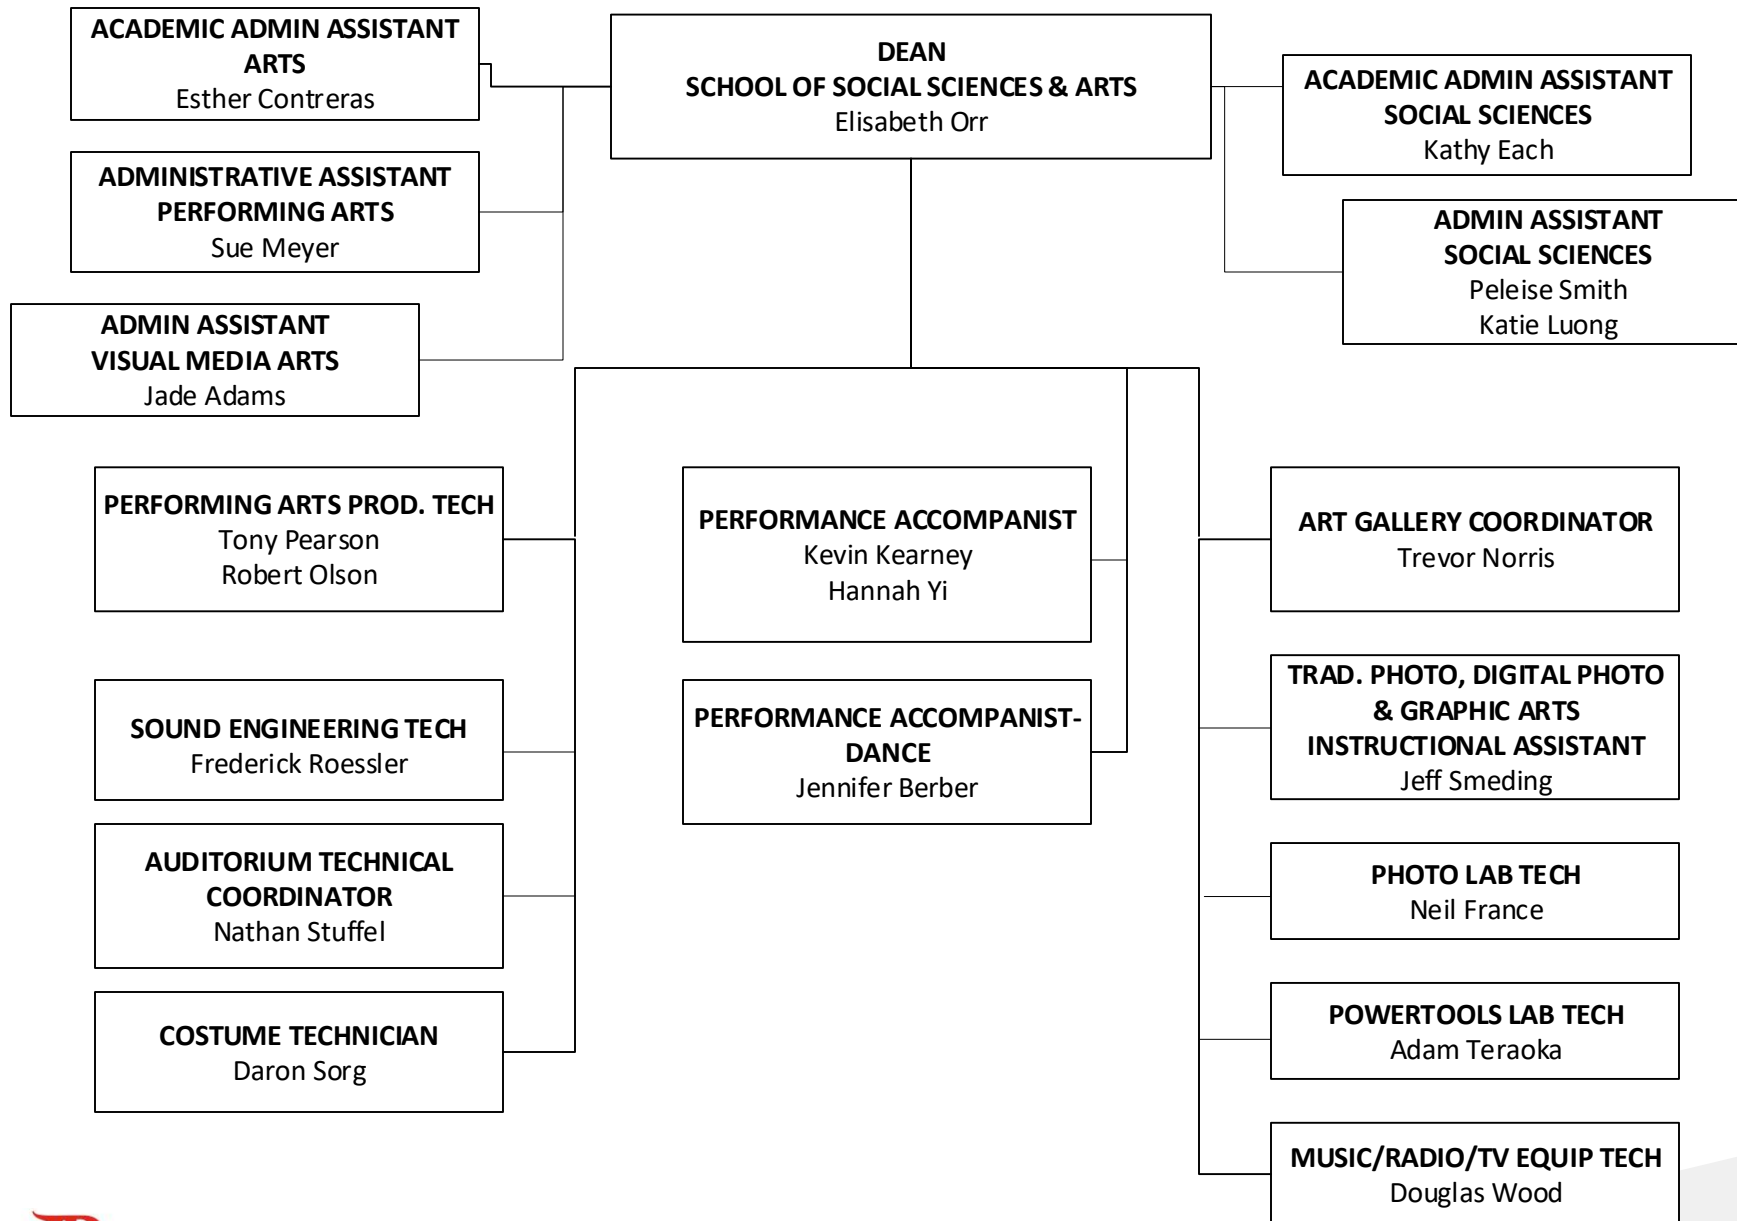 ACADEMIC ADMIN ASSISTANT
ARTS
Esther Contreras
DEAN
SCHOOL OF SOCIAL SCIENCES & ARTS
Elisabeth Orr
ACADEMIC ADMIN ASSISTANT
SOCIAL SCIENCES
Kathy Each
ADMINISTRATIVE ASSISTANT
PERFORMING ARTS
Sue Meyer
ADMIN ASSISTANT
SOCIAL SCIENCES
Peleise Smith
Katie Luong
ADMIN ASSISTANT
VISUAL MEDIA ARTS
Jade Adams
PERFORMING ARTS PROD. TECH
Tony Pearson
Robert Olson
SOUND ENGINEERING TECH
Frederick Roessler
AUDITORIUM TECHNICAL
COORDINATOR
Nathan Stuffel
COSTUME TECHNICIAN
Daron Sorg
PERFORMANCE ACCOMPANIST
Kevin Kearney
Hannah Yi
PERFORMANCE ACCOMPANIST-
DANCE
Jennifer Berber
ART GALLERY COORDINATOR
Trevor Norris
TRAD. PHOTO, DIGITAL PHOTO
& GRAPHIC ARTS
INSTRUCTIONAL ASSISTANT
Jeff Smeding
PHOTO LAB TECH
Neil France
POWERTOOLS LAB TECH
Adam Teraoka
MUSIC/RADIO/TV EQUIP TECH
Douglas Wood